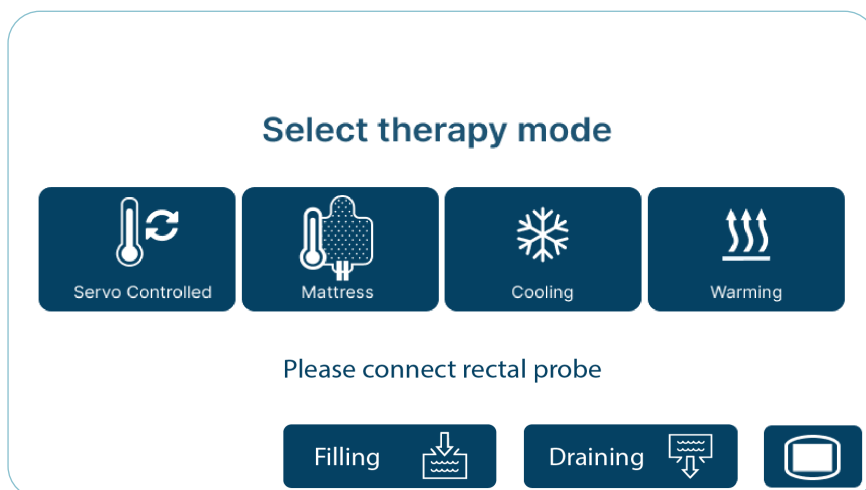 Select therapy mode
Servo Controlled
Mattress
Cooling
Warming
Please connect rectal probe
Filling
Draining